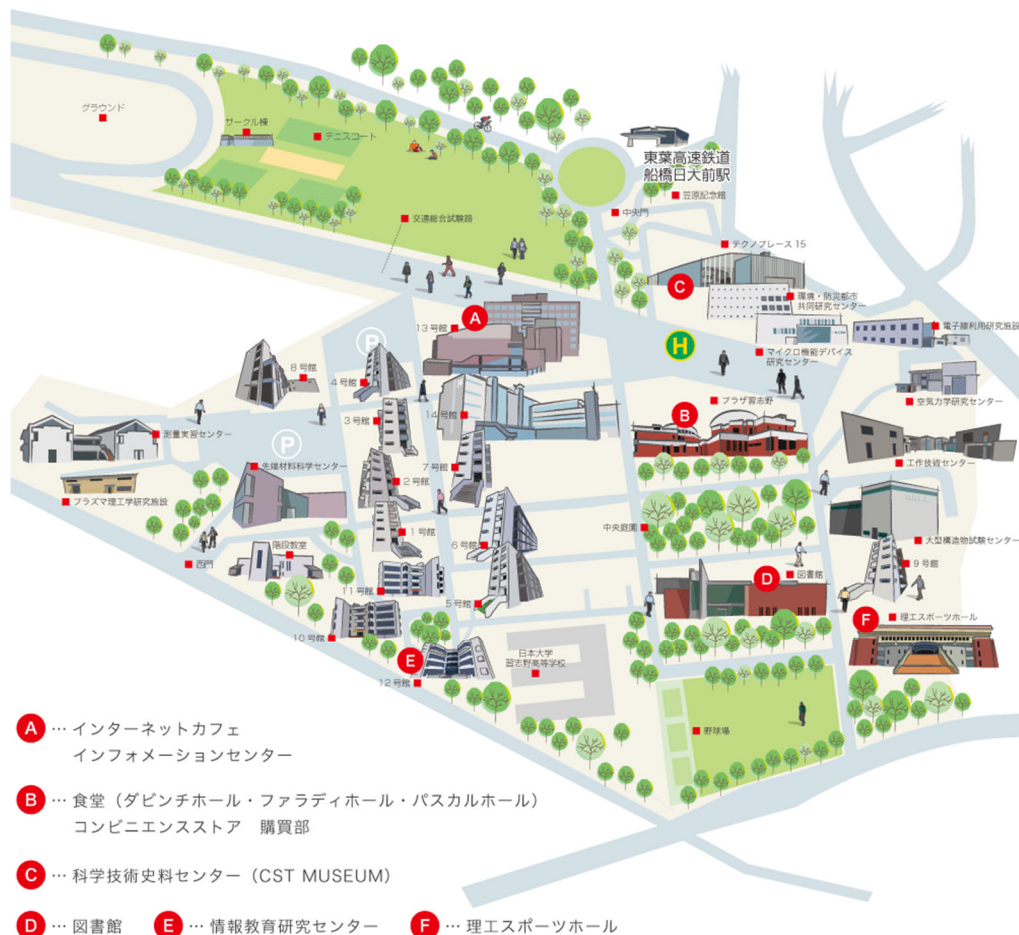 グラウンド
サークル棟
テニスコート
東葉高速鉄道
船橋日大前駅
笠原記念館
中央門
交通総合試験路
テクノプレース 15
C
環境・防災都市
共同研究センター
A
13 号館
P
H
マイクロ機能デバイス
研究センター
電子線利用研究施設
8 号館
4 号館
空気力学研究センター
プラザ習志野
B
3 号館
14 号館
測量実習センター
P
工作技術センター
先端材料科学センター
7 号館
2 号館
プラズマ理工学研究施設
中央庭園
1 号館
6 号館
大型構造物試験センター
階段教室
西門
9 号館
D
図書館
11 号館
5 号館
F
理工スポーツホール
10 号館
E
日本大学
習志野高等学校
12 号館
野球場
A … インターネットカフェ
インフォメーションセンター
B … 食堂（ダビンチホール・ファラディホール・パスカルホール）
コンビニエンスストア　購買部
C … 科学技術史料センター（CST MUSEUM）
D … 図書館　E … 情報教育研究センター　F … 理工スポーツホール